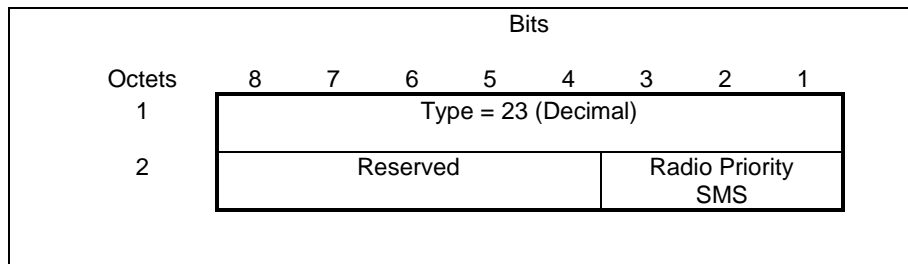 Bits
Octets 8 7 6 5 4 3 2 1
1 Type = 23 (Decimal)
2 Reserved Radio Priority
SMS